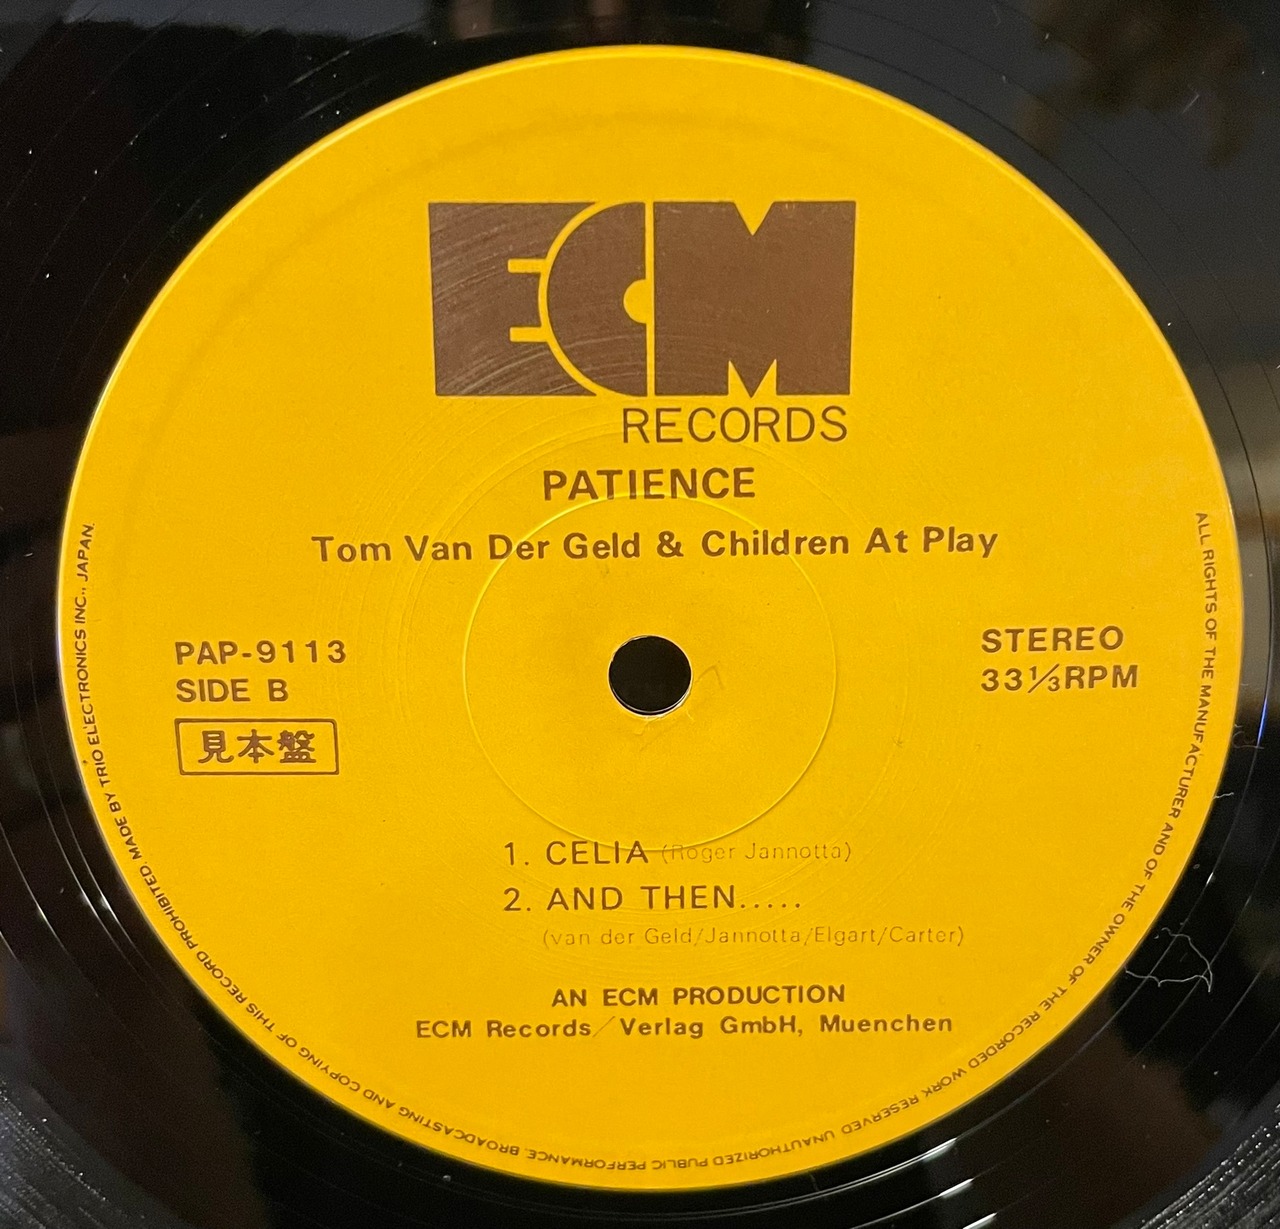 ECM
RECORDS
PATIENCE
Tom Van Der Geld & Children At Play
PAP-9113
SIDE B
見本盤
STEREO
33⅓RPM
1. CELIA (Roger Jannotta)
2. AND THEN.....
(van der Geld/Jannotta/Elgart/Carter)
AN ECM PRODUCTION
ECM Records/Verlag GmbH, Muenchen
ALL RIGHTS OF THE MANUFACTURER AND OF THE OWNER OF THE RECORDED WORK RESERVED. UNAUTHORIZED PUBLIC PERFORMANCE, BROADCASTING AND COPYING OF THIS RECORD PROHIBITED. MADE BY TRIO ELECTRONICS INC., JAPAN.